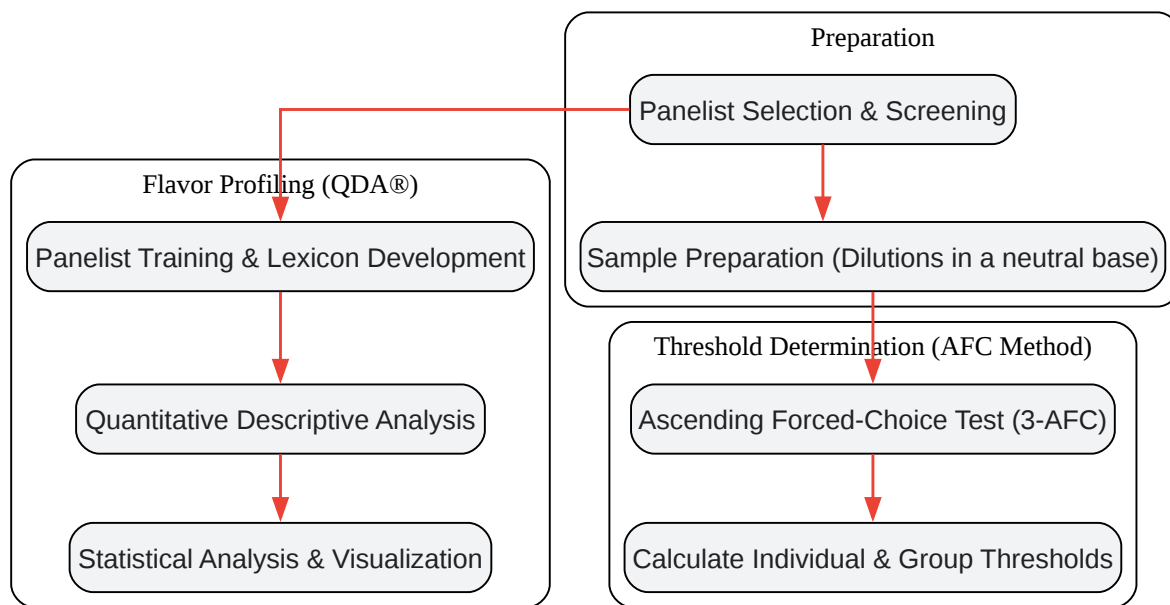 Preparation
Panelist Selection & Screening
Sample Preparation (Dilutions in a neutral base)
Flavor Profiling (QDA®)
Panelist Training & Lexicon Development
Quantitative Descriptive Analysis
Statistical Analysis & Visualization
Threshold Determination (AFC Method)
Ascending Forced-Choice Test (3-AFC)
Calculate Individual & Group Thresholds